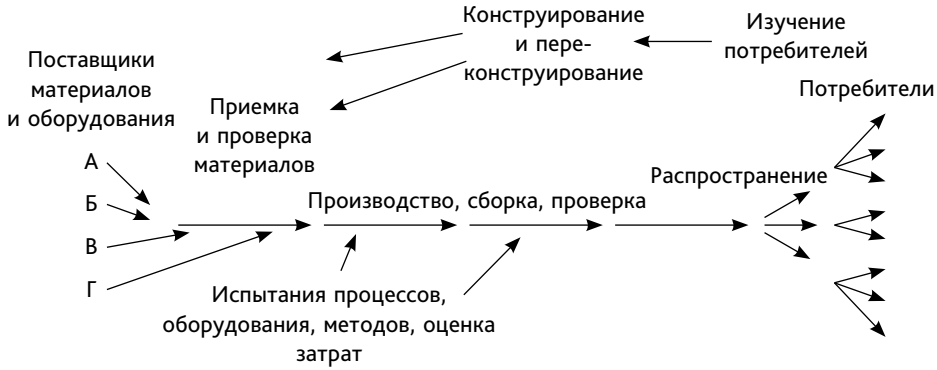 Конструирование
и пере-
конструирование
Изучение
потребителей
Поставщики
материалов
и оборудования
Приемка
и проверка
материалов
Потребители
А
Б
В
Г
Распространение
Производство, сборка, проверка
Испытания процессов,
оборудования, методов, оценка
затрат